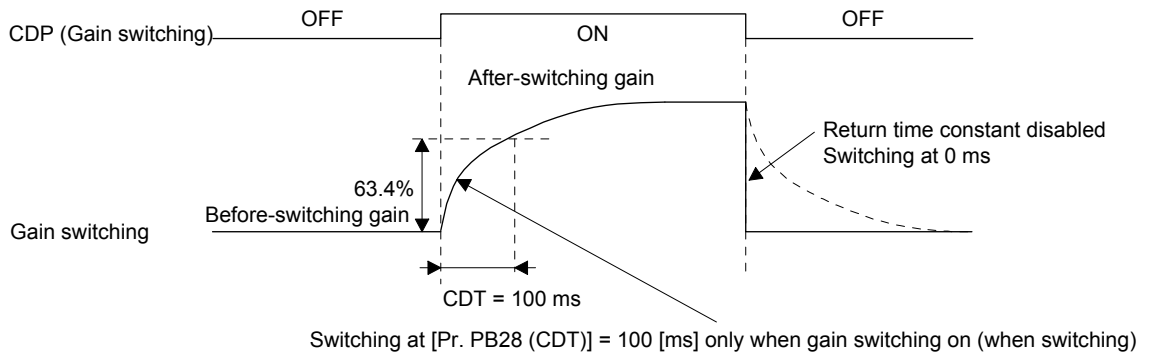 OFF
OFF
CDP (Gain switching)
ON
After-switching gain
Return time constant disabled
Switching at 0 ms
63.4%
Before-switching gain
Gain switching
CDT = 100 ms
Switching at [Pr. PB28 (CDT)] = 100 [ms] only when gain switching on (when switching)